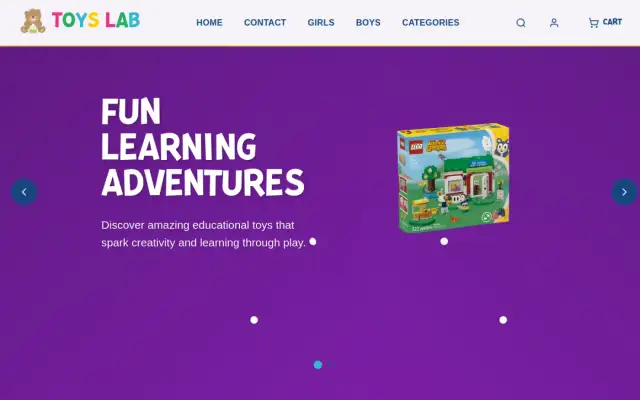 TOYS LAB
HOME
CONTACT
GIRLS
BOYS
CATEGORIES
CART
FUN
LEARNING
ADVENTURES
Discover amazing educational toys that
spark creativity and learning through play.
LEGO